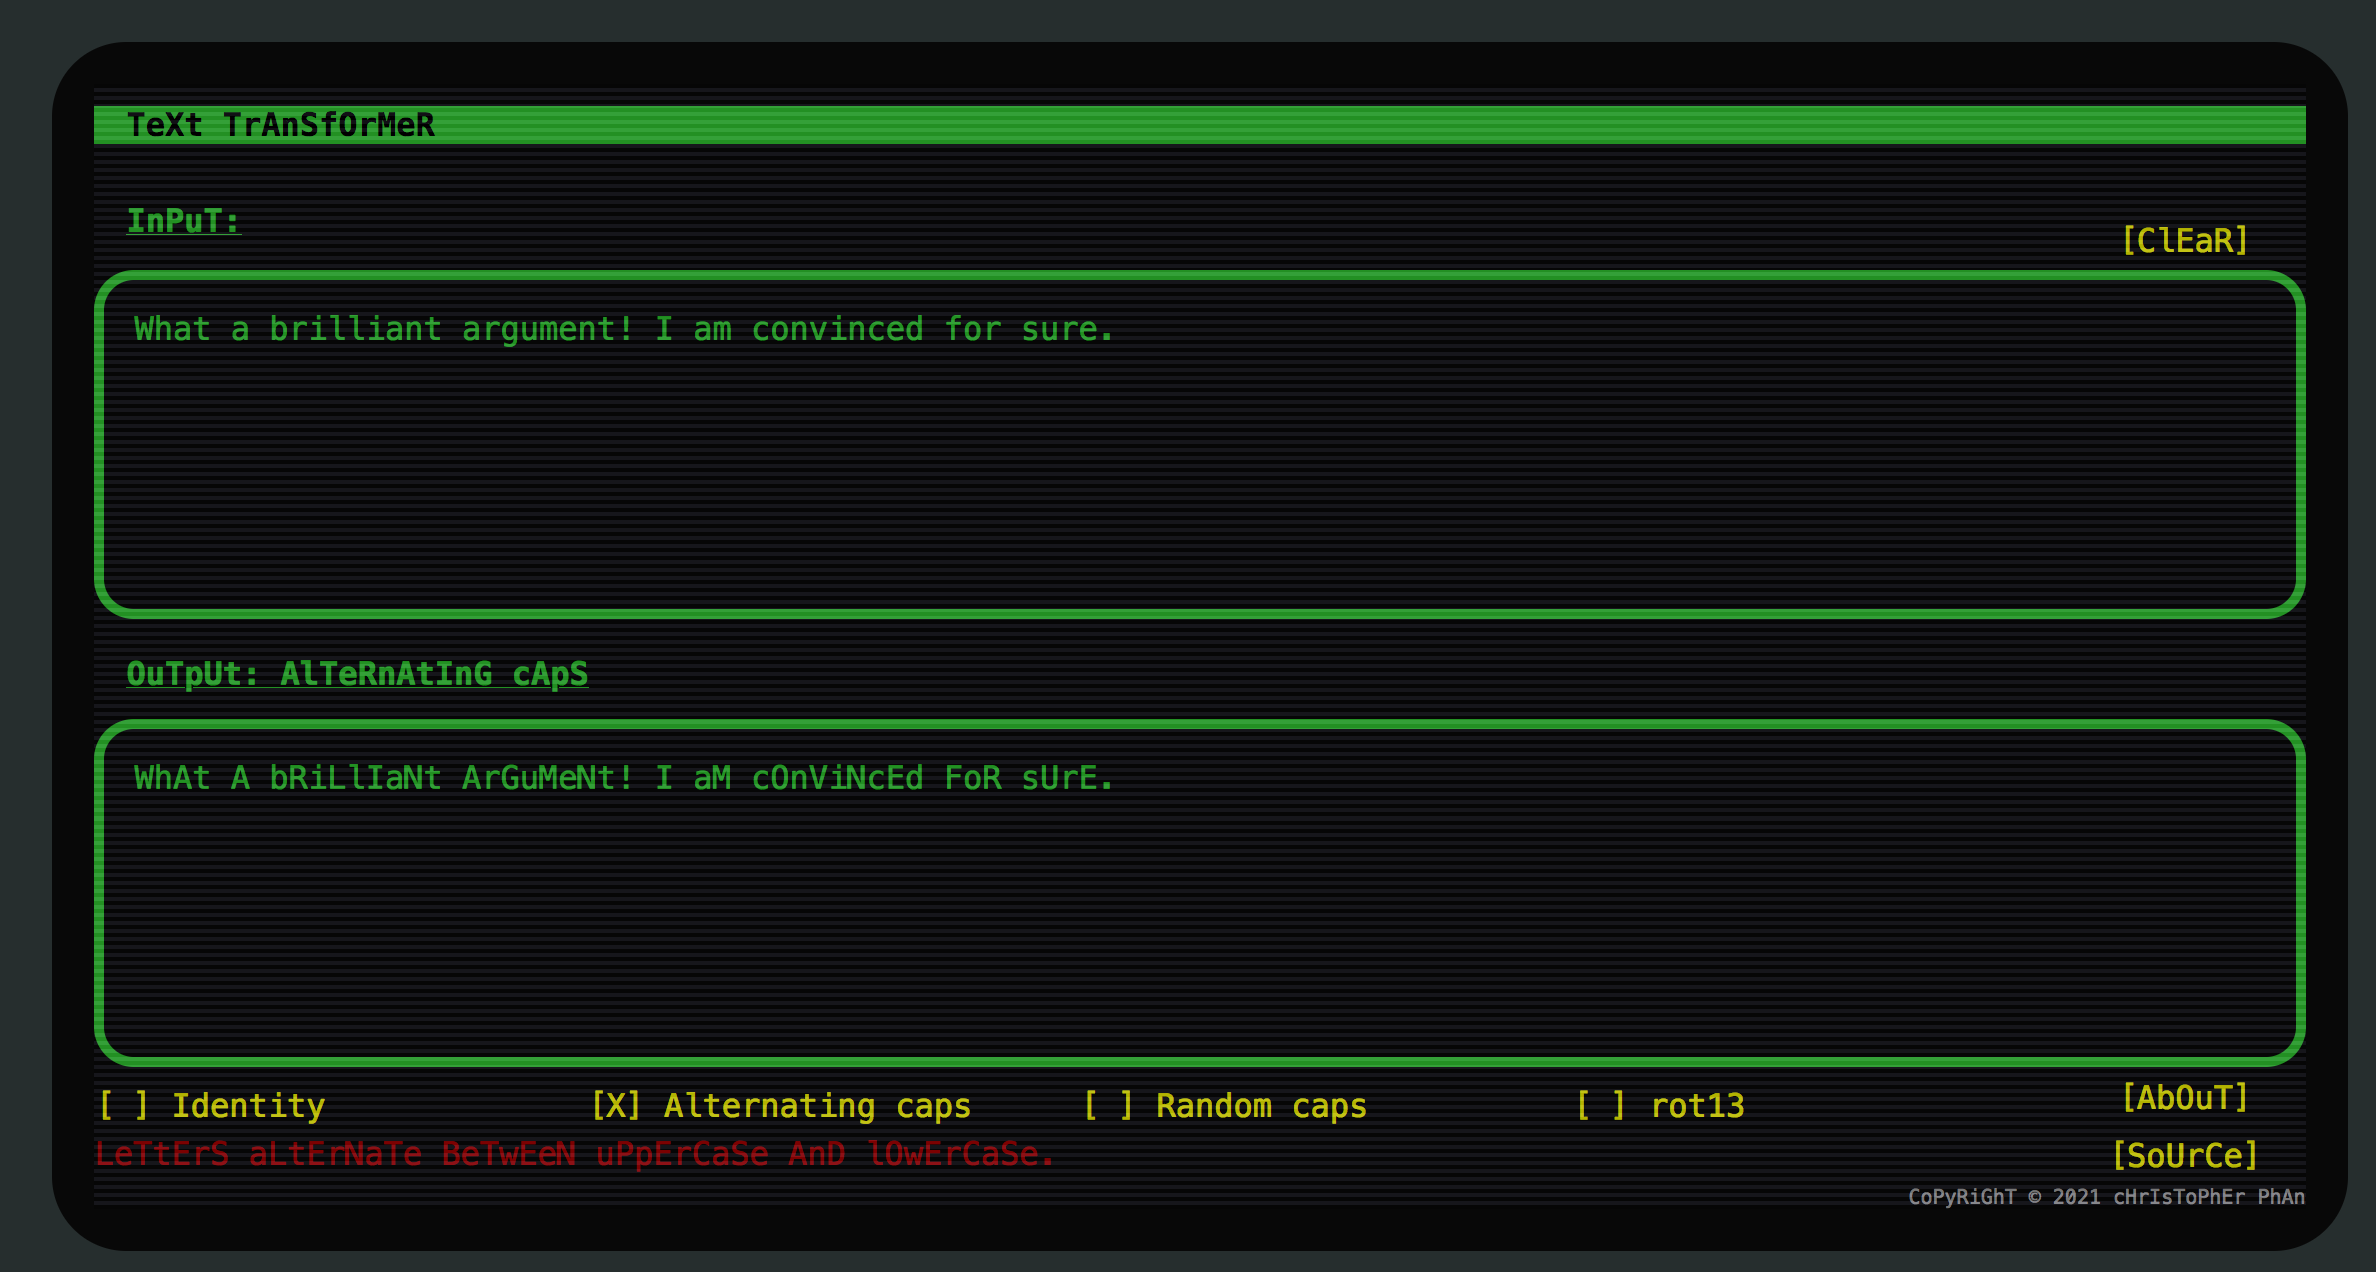 TeXt TrAnSfOrMeR
InPuT:
[ClEaR]
What a brilliant argument! I am convinced for sure.
OuTpUt: AlTeRnAtInG cApS
WhAt A bRiLlIaNt ArGuMeNt! I aM cOnViNcEd FoR sUrE.
[ ] Identity [X] Alternating caps [ ] Random caps [ ] rot13 [AbOuT]
LeTtErS aLtErNaTe BeTwEeN uPpErCaSe AnD lOwErCaSe. [SoUrCe]
CoPyRiGhT © 2021 cHrIsToPhEr PhAn